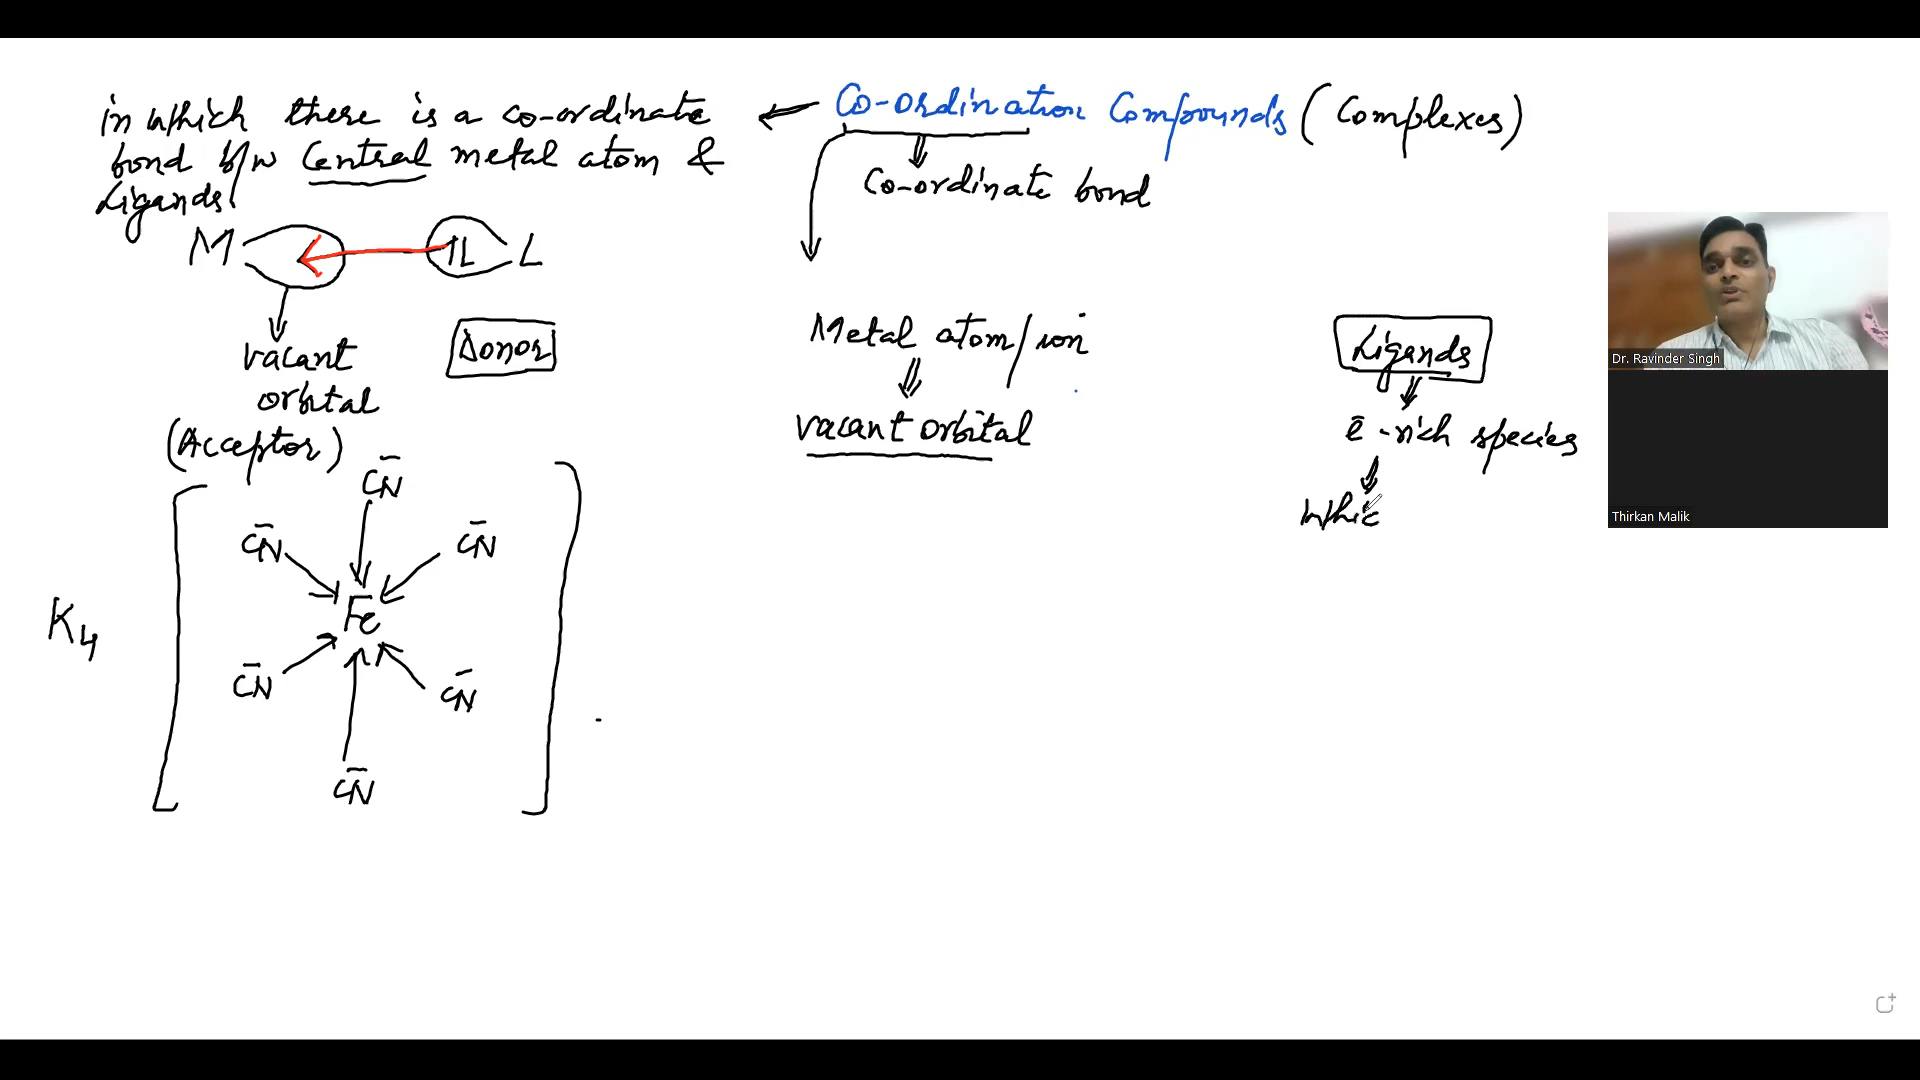 Co-ordination Compounds (Complexes)
in which there is a co-ordinate
bond b/w Central metal atom &
Ligands
Co-ordinate bond
M
1L
L
vacant
orbital
(Acceptor)
Donor
Metal atom/ion
vacant orbital
Ligands
ē-rich species
whic
K4
CN̄
CN̄
CN̄
Fe
CN̄
CN̄
CN̄
Dr. Ravinder Singh
Thirkan Malik